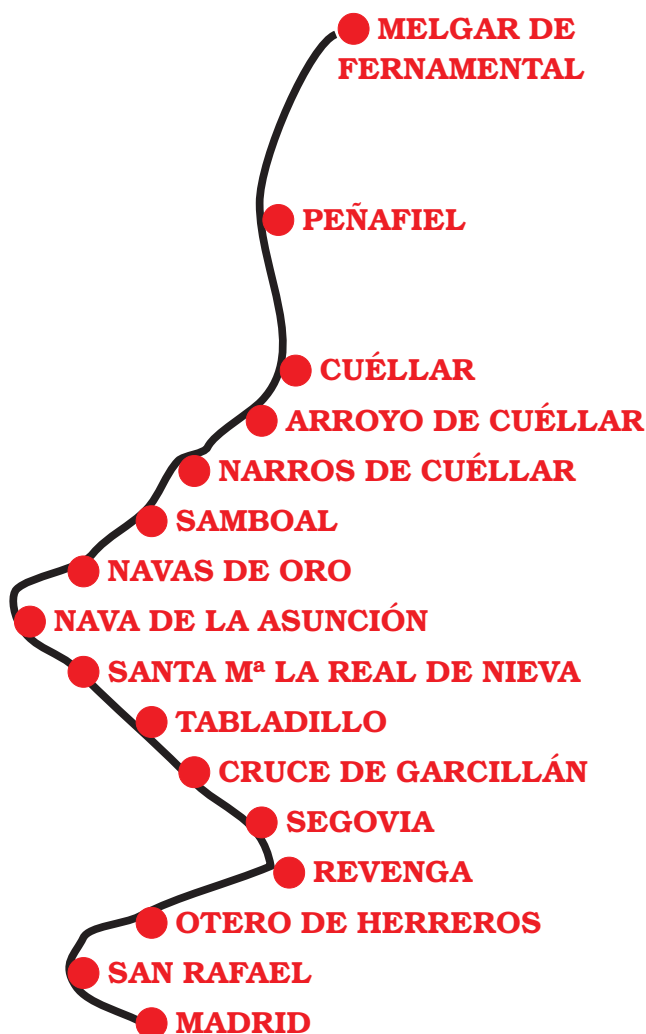 MELGAR DE
FERNAMENTAL
PEÑAFIEL
CUÉLLAR
ARROYO DE CUÉLLAR
NARROS DE CUÉLLAR
SAMBOAL
NAVAS DE ORO
NAVA DE LA ASUNCIÓN
SANTA Mª LA REAL DE NIEVA
TABLADILLO
CRUCE DE GARCILLÁN
SEGOVIA
REVENGA
OTERO DE HERREROS
SAN RAFAEL
MADRID